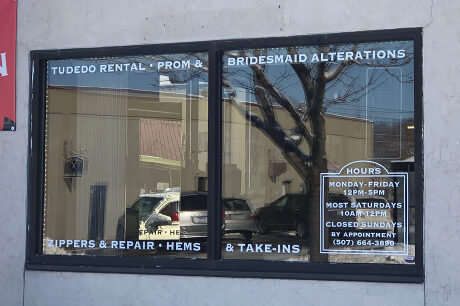 TUDEDO RENTAL • PROM & BRIDESMAID ALTERATIONS
HOURS
MONDAY-FRIDAY
12PM-5PM
MOST SATURDAYS
10AM-12PM
CLOSED SUNDAYS
BY APPOINTMENT
(507) 664-3890
ZIPPERS & REPAIR • HEMS & TAKE-INS